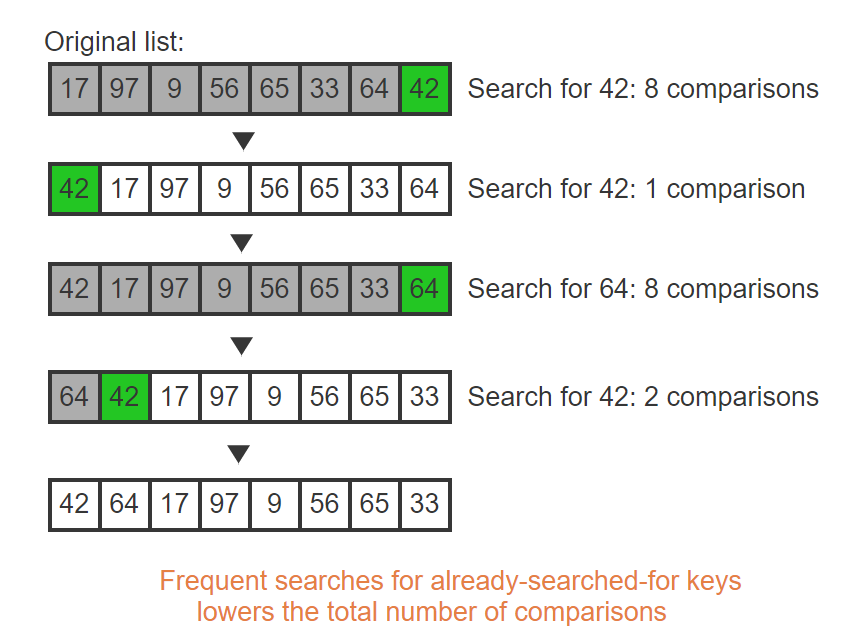 Original list:
17 97 9 56 65 33 64 42 Search for 42: 8 comparisons
42 17 97 9 56 65 33 64 Search for 42: 1 comparison
42 17 97 9 56 65 33 64 Search for 64: 8 comparisons
64 42 17 97 9 56 65 33 Search for 42: 2 comparisons
42 64 17 97 9 56 65 33
Frequent searches for already-searched-for keys
lowers the total number of comparisons